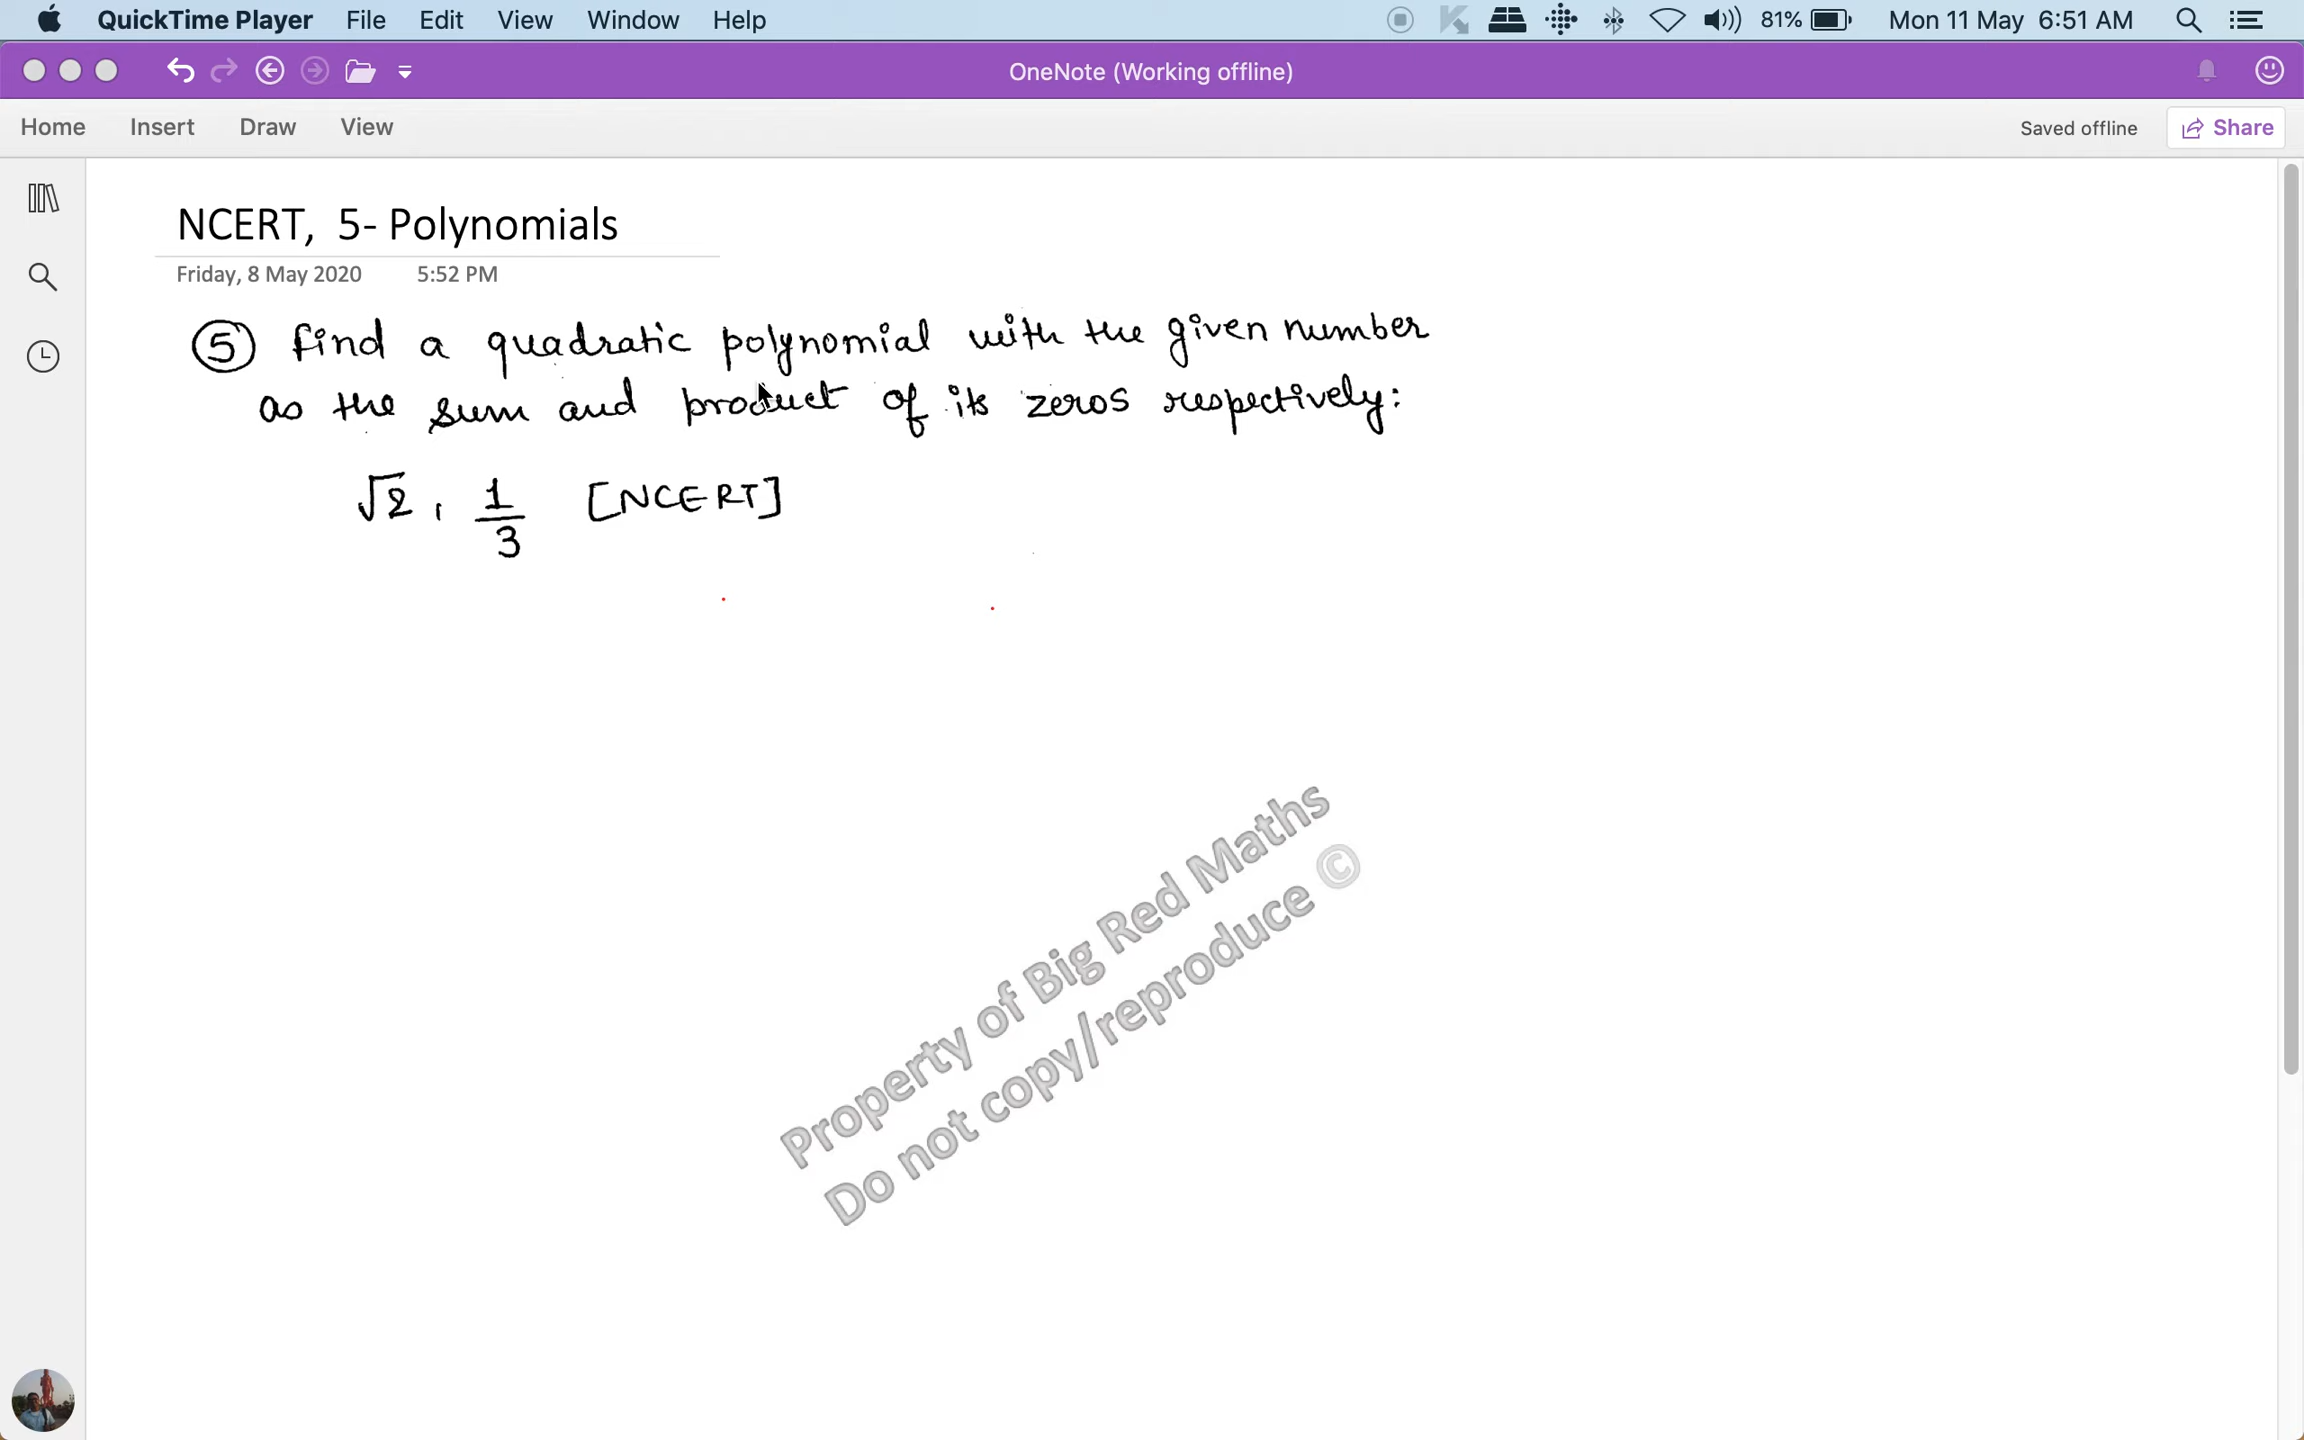 QuickTime Player File Edit View Window Help 81% Mon 11 May 6:51 AM
OneNote (Working offline)
Home Insert Draw View Saved offline Share
NCERT, 5- Polynomials
Friday, 8 May 2020 5:52 PM
⑤ find a quadratic polynomial with the given number
as the sum and product of its zeros respectively:
√2, 1/3 [NCERT]
Property of Big Red Maths
Do not copy/reproduce ©